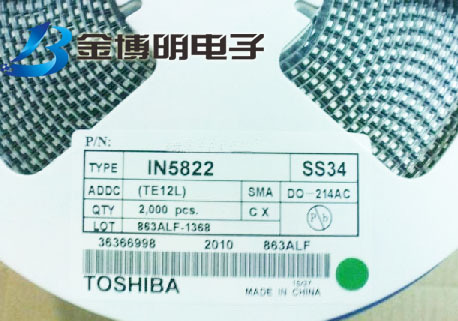 金博明电子
P/N:
TYPE IN5822 SS34
ADDC (TE12L) SMA DO-214AC
QTY 2,000 pcs. C X Pb
LOT 863ALF-1368
36366998 2010 863ALF
TOSHIBA
MADE IN CHINA